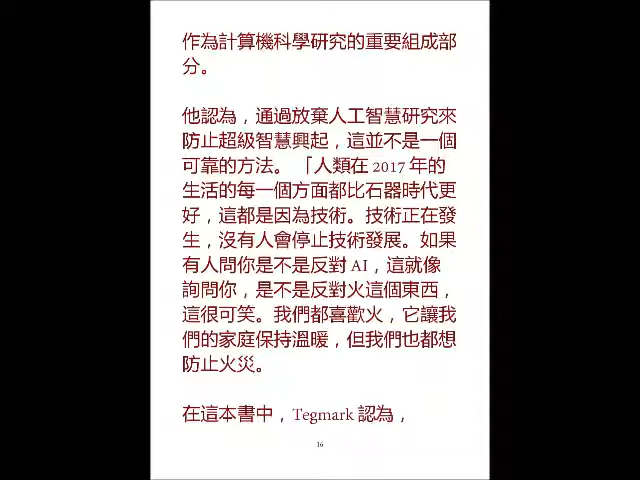 作為計算機科學研究的重要組成部
分。
他認為，通過放棄人工智慧研究來
防止超級智慧興起，這並不是一個
可靠的方法。 「人類在 2017 年的
生活的每一個方面都比石器時代更
好，這都是因為技術。技術正在發
生，沒有人會停止技術發展。如果
有人問你是不是反對 AI，這就像
詢問你，是不是反對火這個東西，
這很可笑。我們都喜歡火，它讓我
們的家庭保持溫暖，但我們也都想
防止火災。
在這本書中，Tegmark 認為，
16